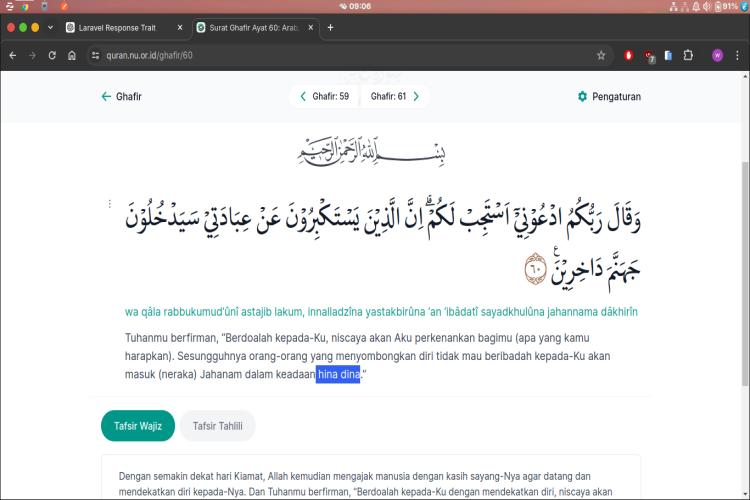 09:06
91%
Laravel Response Trait
Surat Ghafir Ayat 60: Arab,
quran.nu.or.id/ghafir/60
7
W
Ghafir
Ghafir: 59
Ghafir: 61
Pengaturan
بِسْمِ اللّٰهِ الرَّحْمٰنِ الرَّحِيْمِ
وَقَالَ رَبُّكُمُ ادْعُوْنِيْٓ اَسْتَجِبْ لَكُمْۗ اِنَّ الَّذِيْنَ يَسْتَكْبِرُوْنَ عَنْ عِبَادَتِيْ سَيَدْخُلُوْنَ
جَهَنَّمَ دَاخِرِيْنَࣖ ٦٠
wa qâla rabbukumud‘ûnî astajib lakum, innalladzîna yastakbirûna ‘an ‘ibâdatî sayadkhulûna jahannama dâkhirîn
Tuhanmu berfirman, “Berdoalah kepada-Ku, niscaya akan Aku perkenankan bagimu (apa yang kamu
harapkan). Sesungguhnya orang-orang yang menyombongkan diri tidak mau beribadah kepada-Ku akan
masuk (neraka) Jahanam dalam keadaan hina dina.”
Tafsir Wajiz
Tafsir Tahlili
Dengan semakin dekat hari Kiamat, Allah kemudian mengajak manusia dengan kasih sayang-Nya agar datang dan
mendekatkan diri kepada-Nya. Dan Tuhanmu berfirman, “Berdoalah kepada-Ku dengan mendekatkan diri, niscaya akan